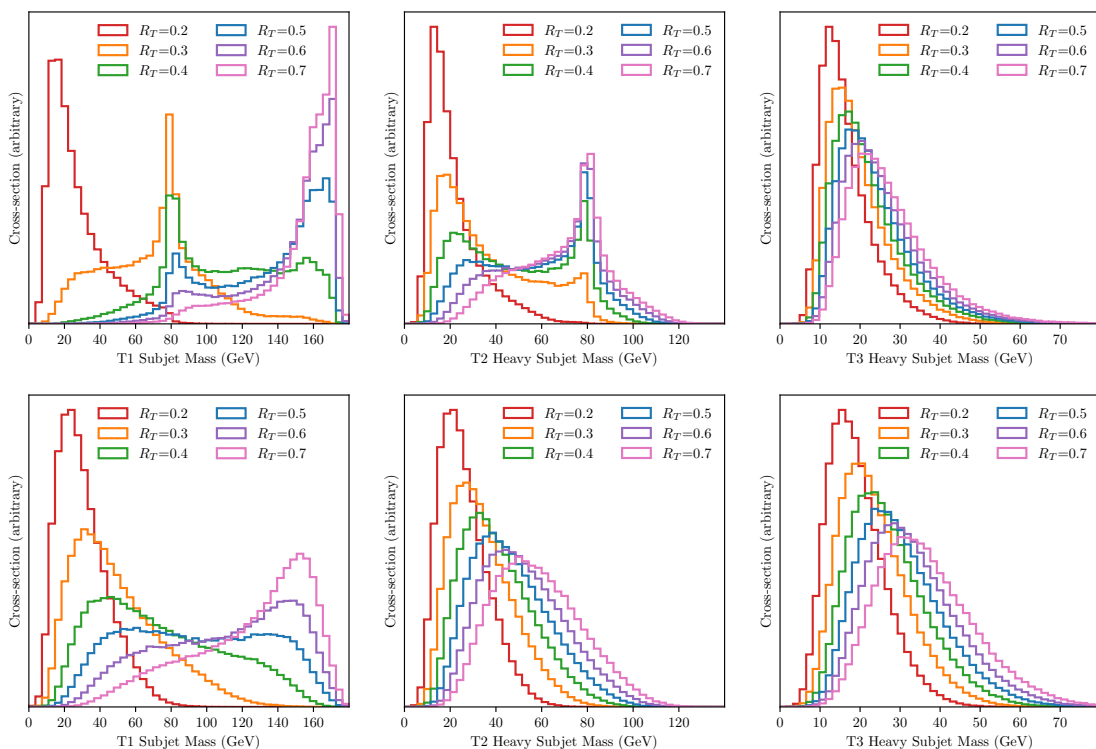 Cross-section (arbitrary)
R_T=0.2 R_T=0.5
R_T=0.3 R_T=0.6
R_T=0.4 R_T=0.7
0 20 40 60 80 100 120 140 160
T1 Subjet Mass (GeV)
Cross-section (arbitrary)
R_T=0.2 R_T=0.5
R_T=0.3 R_T=0.6
R_T=0.4 R_T=0.7
0 20 40 60 80 100 120
T2 Heavy Subjet Mass (GeV)
Cross-section (arbitrary)
R_T=0.2 R_T=0.5
R_T=0.3 R_T=0.6
R_T=0.4 R_T=0.7
0 10 20 30 40 50 60 70
T3 Heavy Subjet Mass (GeV)
Cross-section (arbitrary)
R_T=0.2 R_T=0.5
R_T=0.3 R_T=0.6
R_T=0.4 R_T=0.7
0 20 40 60 80 100 120 140 160
T1 Subjet Mass (GeV)
Cross-section (arbitrary)
R_T=0.2 R_T=0.5
R_T=0.3 R_T=0.6
R_T=0.4 R_T=0.7
0 20 40 60 80 100 120
T2 Heavy Subjet Mass (GeV)
Cross-section (arbitrary)
R_T=0.2 R_T=0.5
R_T=0.3 R_T=0.6
R_T=0.4 R_T=0.7
0 10 20 30 40 50 60 70
T3 Heavy Subjet Mass (GeV)